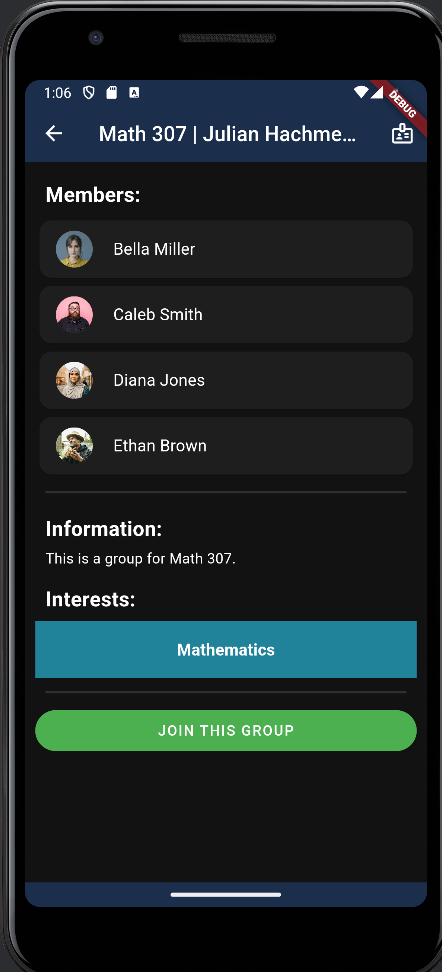 1:06
DEBUG
Math 307 | Julian Hachme...
Members:
Bella Miller
Caleb Smith
Diana Jones
Ethan Brown
Information:
This is a group for Math 307.
Interests:
Mathematics
JOIN THIS GROUP